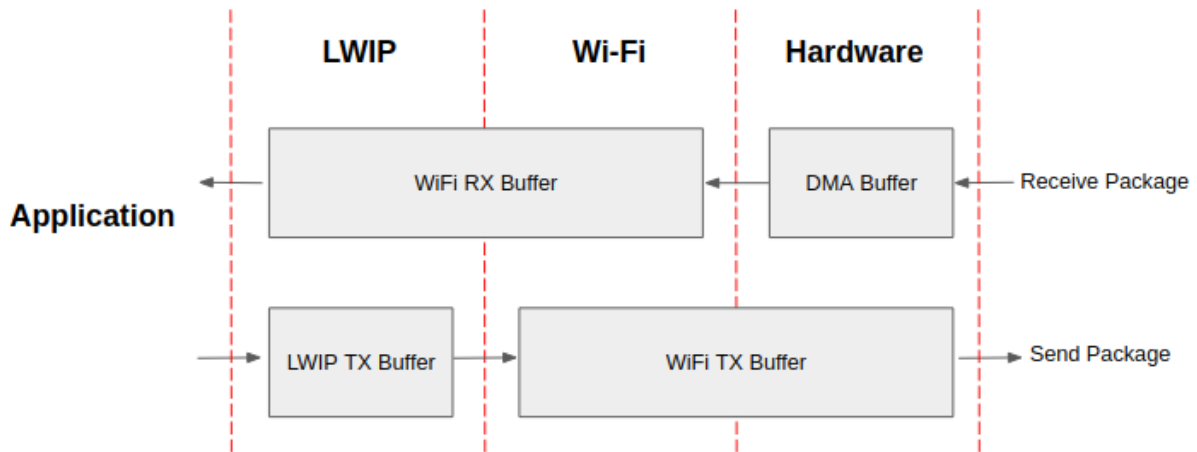 LWIP
Wi-Fi
Hardware
WiFi RX Buffer
DMA Buffer
Receive Package
Application
LWIP TX Buffer
WiFi TX Buffer
Send Package